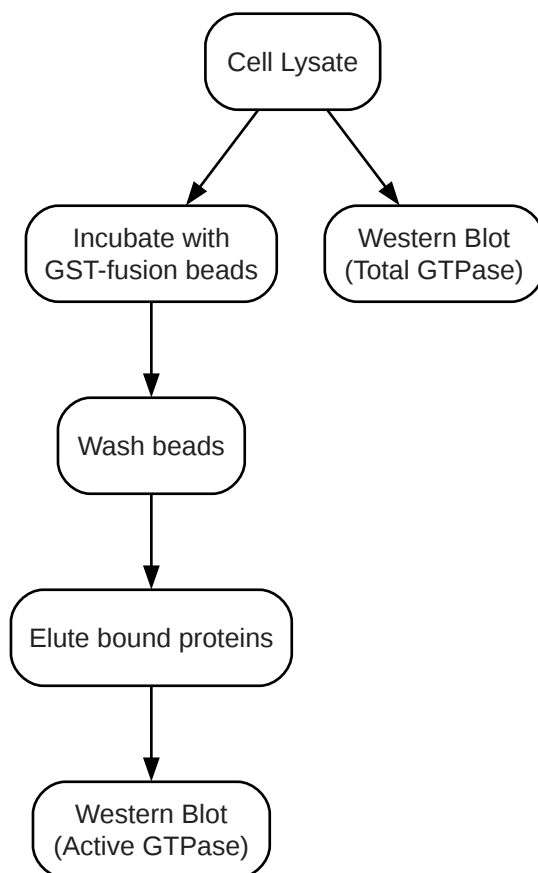 Cell Lysate
Incubate with
GST-fusion beads
Western Blot
(Total GTPase)
Wash beads
Elute bound proteins
Western Blot
(Active GTPase)